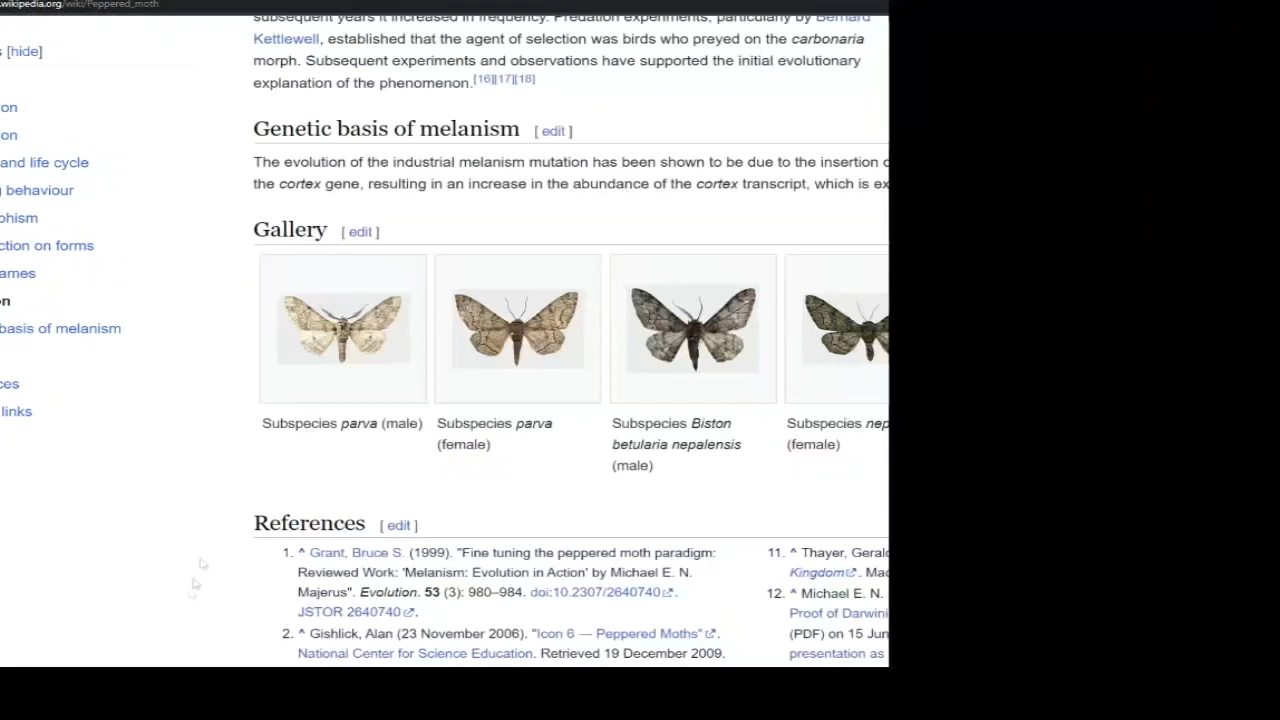 .wikipedia.org/wiki/Peppered_moth
subsequent years it increased in frequency. Predation experiments, particularly by Bernard
s [hide]
Kettlewell, established that the agent of selection was birds who preyed on the carbonaria
morph. Subsequent experiments and observations have supported the initial evolutionary
explanation of the phenomenon.[16][17][18]
on
on
and life cycle
behaviour
phism
ction on forms
ames
on
basis of melanism
ces
links
Genetic basis of melanism [ edit ]
The evolution of the industrial melanism mutation has been shown to be due to the insertion
the cortex gene, resulting in an increase in the abundance of the cortex transcript, which is ex
Gallery [ edit ]
Subspecies parva (male)
Subspecies parva
(female)
Subspecies Biston
betularia nepalensis
(male)
Subspecies nep
(female)
References [ edit ]
1. ^ Grant, Bruce S. (1999). "Fine tuning the peppered moth paradigm:
Reviewed Work: 'Melanism: Evolution in Action' by Michael E. N.
Majerus". Evolution. 53 (3): 980–984. doi:10.2307/2640740.
JSTOR 2640740.
2. ^ Gishlick, Alan (23 November 2006). "Icon 6 — Peppered Moths".
National Center for Science Education. Retrieved 19 December 2009.
11. ^ Thayer, Geral
Kingdom. Mac
12. ^ Michael E. N.
Proof of Darwini
(PDF) on 15 Jun
presentation as